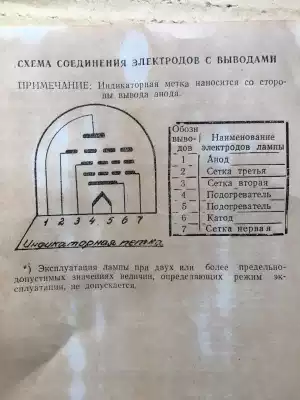 СХЕМА СОЕДИНЕНИЯ ЭЛЕКТРОДОВ С ВЫВОДАМИ
ПРИМЕЧАНИЕ: Индикаторная метка наносится со сторо-
ны вывода анода.
1 2 3 4 5 6 7
Индикаторная метка
Обозн Наименование
выво- электродов лампы
дов
1 Анод
2 Сетка третья
3 Сетка вторая
4 Подогреватель
5 Подогреватель
6 Катод
7 Сетка первая
*) Эксплуатация лампы при двух или более предельно-
допустимых значениях величин, определяющих режим эк-
сплуатации, не допускается.